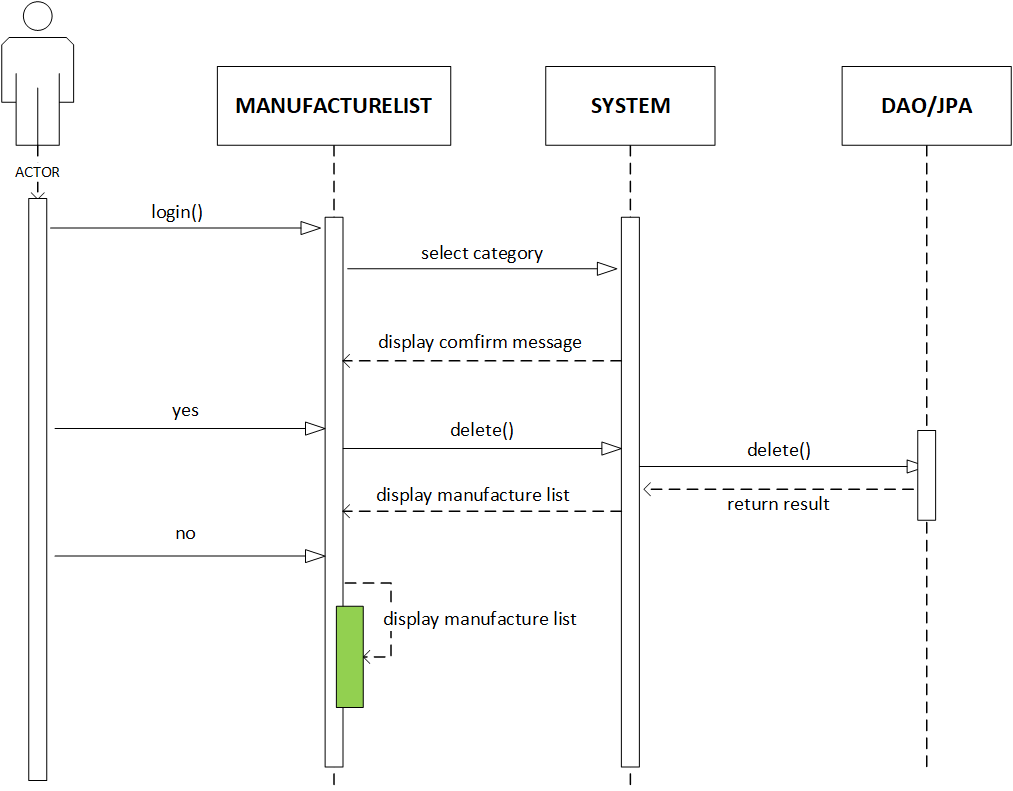 MANUFACTURELIST
SYSTEM
DAO/JPA
ACTOR
login()
select category
display comfirm message
yes
delete()
delete()
display manufacture list
return result
no
display manufacture list